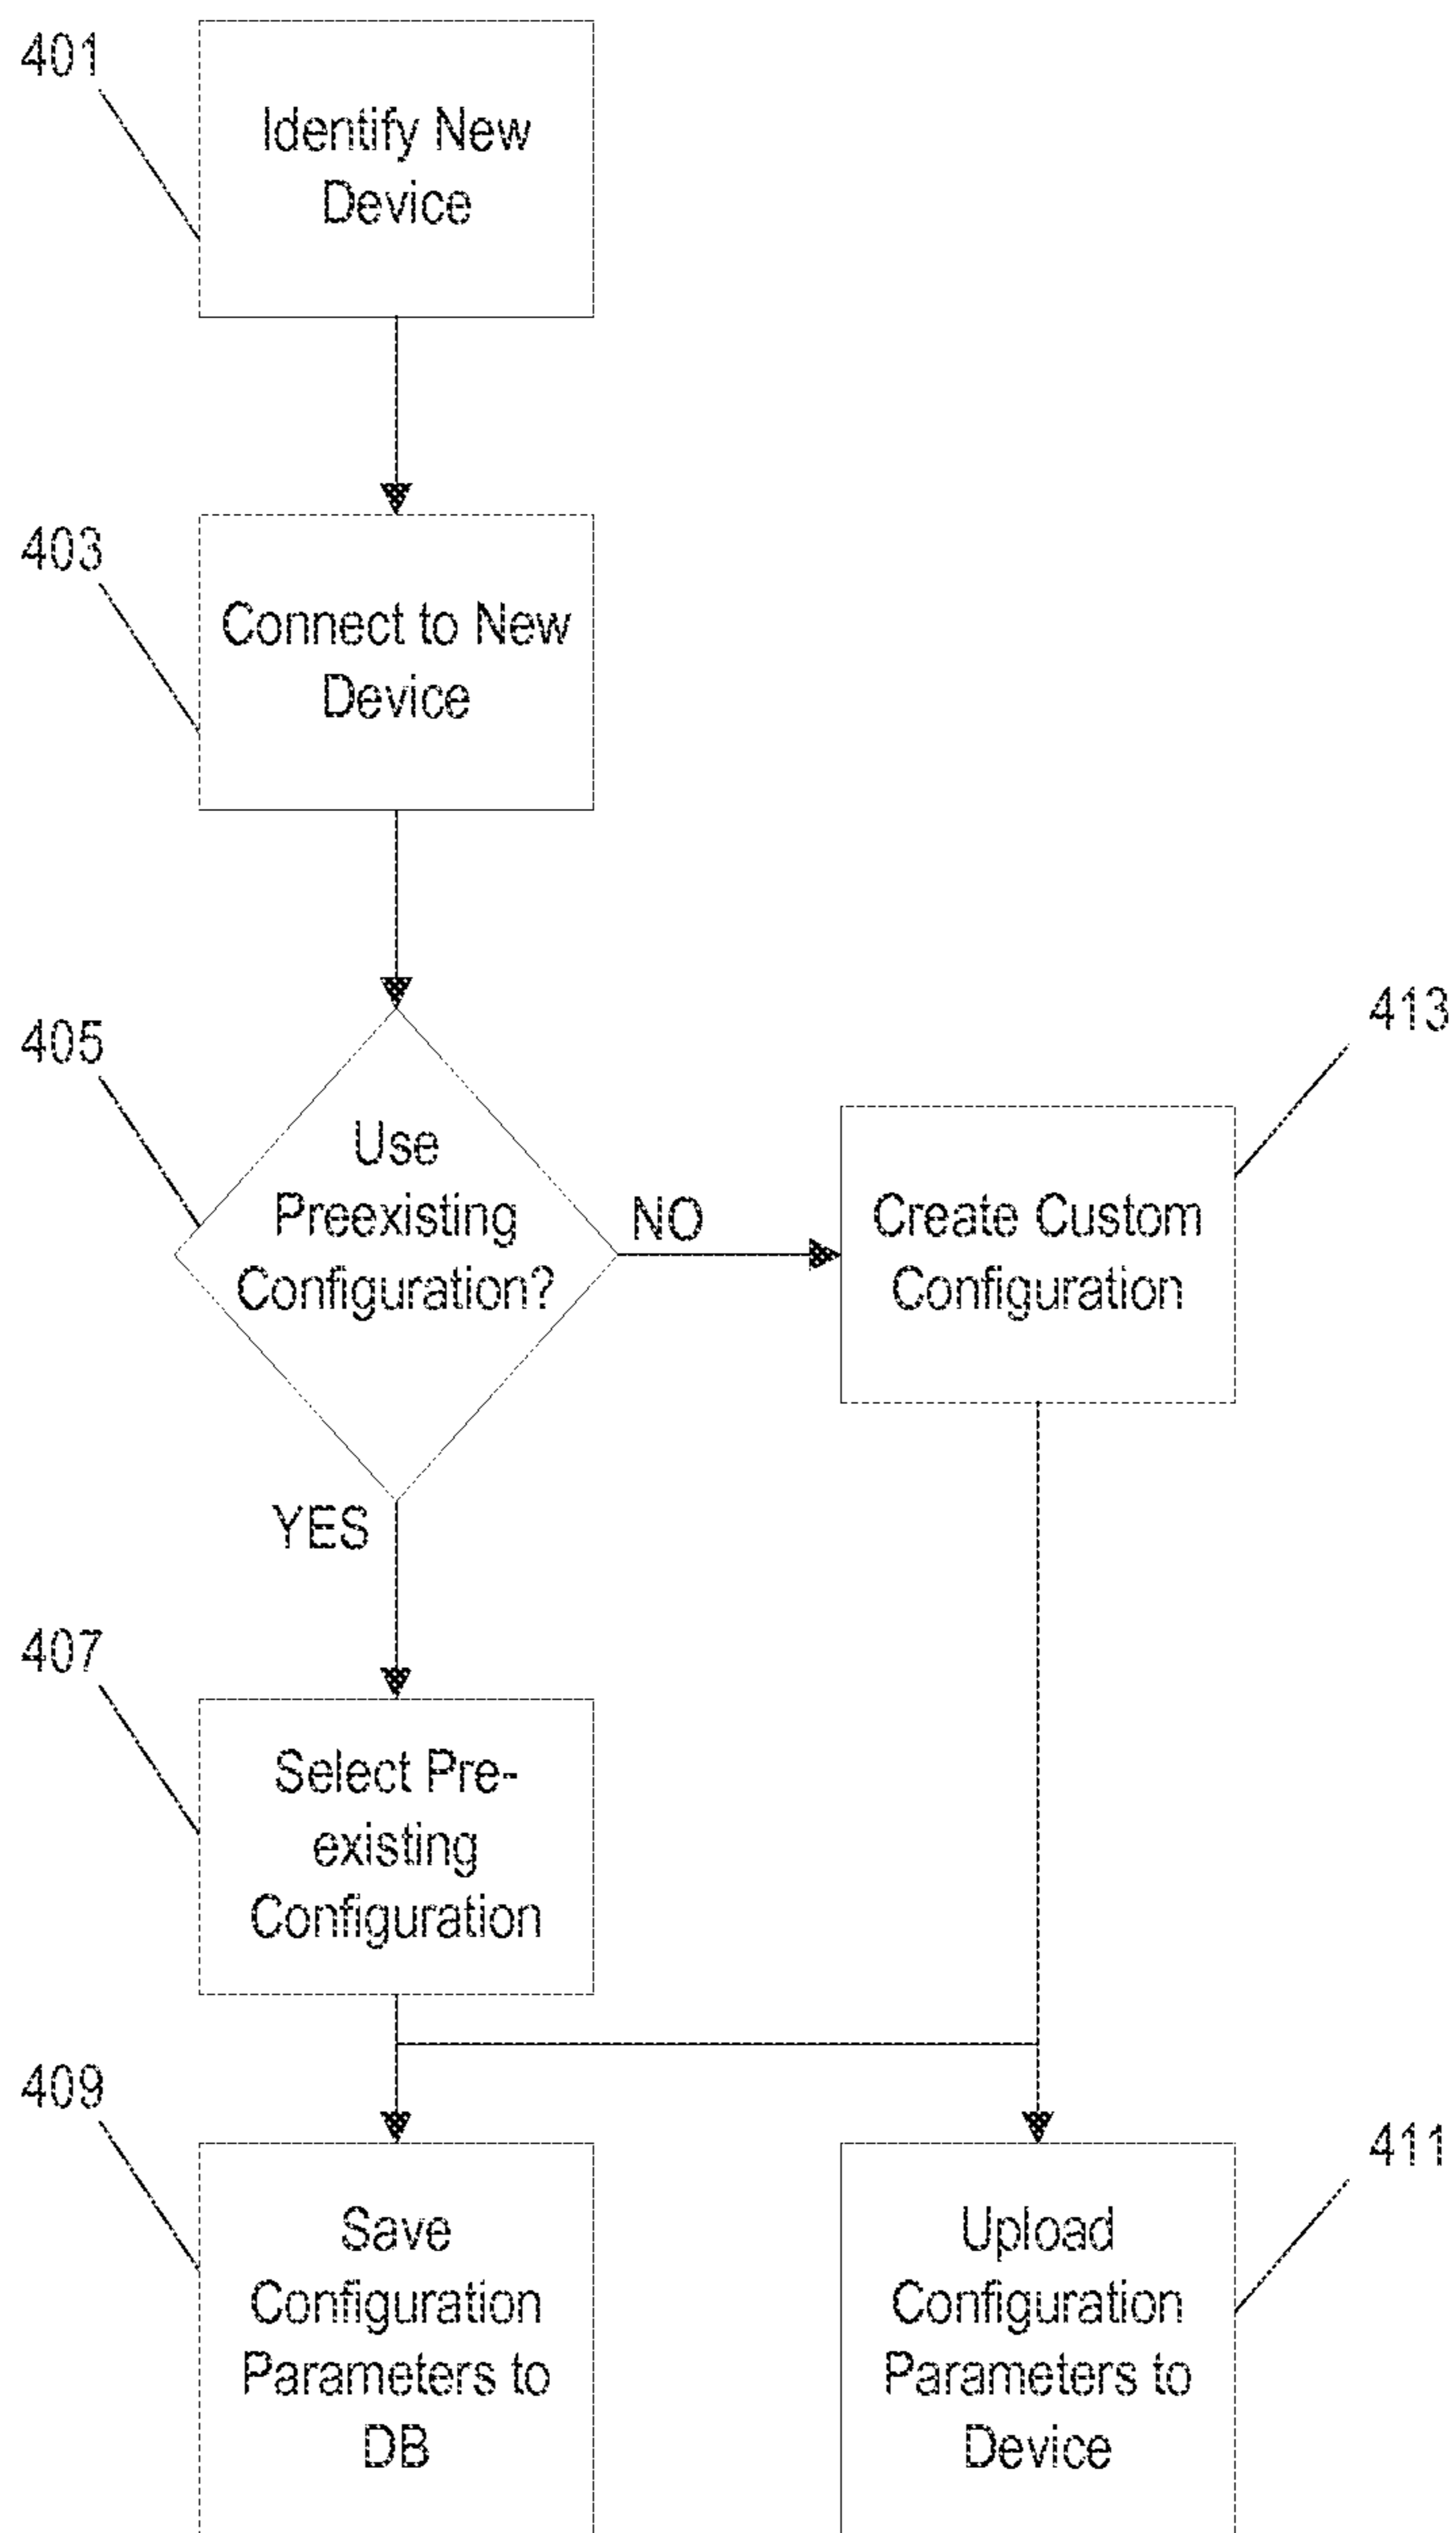 401
Identify New
Device
403
Connect to New
Device
405
Use
Preexisting
Configuration?
NO
413
Create Custom
Configuration
YES
407
Select Pre-
existing
Configuration
409
Save
Configuration
Parameters to
DB
411
Upload
Configuration
Parameters to
Device